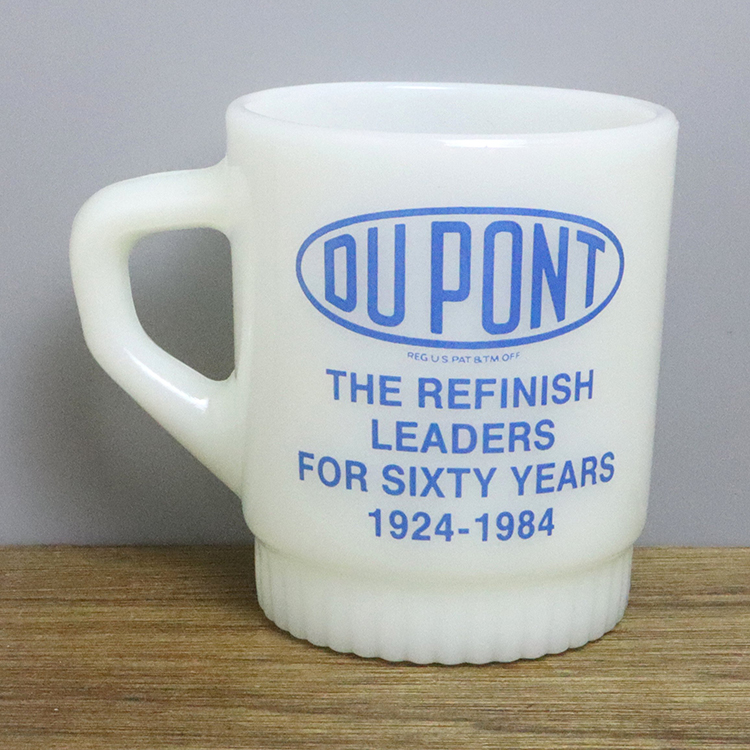 DU PONT
REG U.S. PAT & TM. OFF
THE REFINISH
LEADERS
FOR SIXTY YEARS
1924-1984